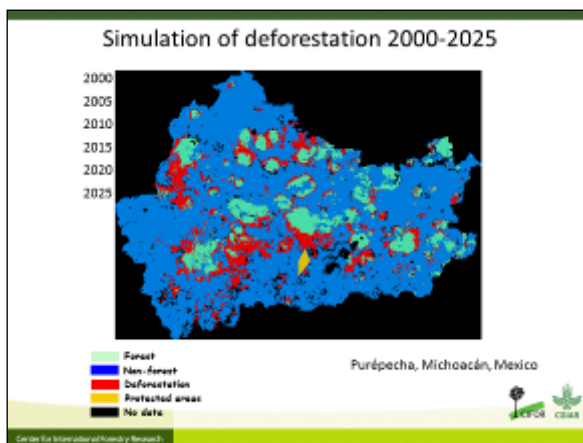 Simulation of deforestation 2000-2025
2000
2005
2010
2015
2020
2025
Forest
Non-forest
Deforestation
Protected areas
No data
Purépecha, Michoacán, Mexico
CIFOR
CGIAR
Center for International Forestry Research